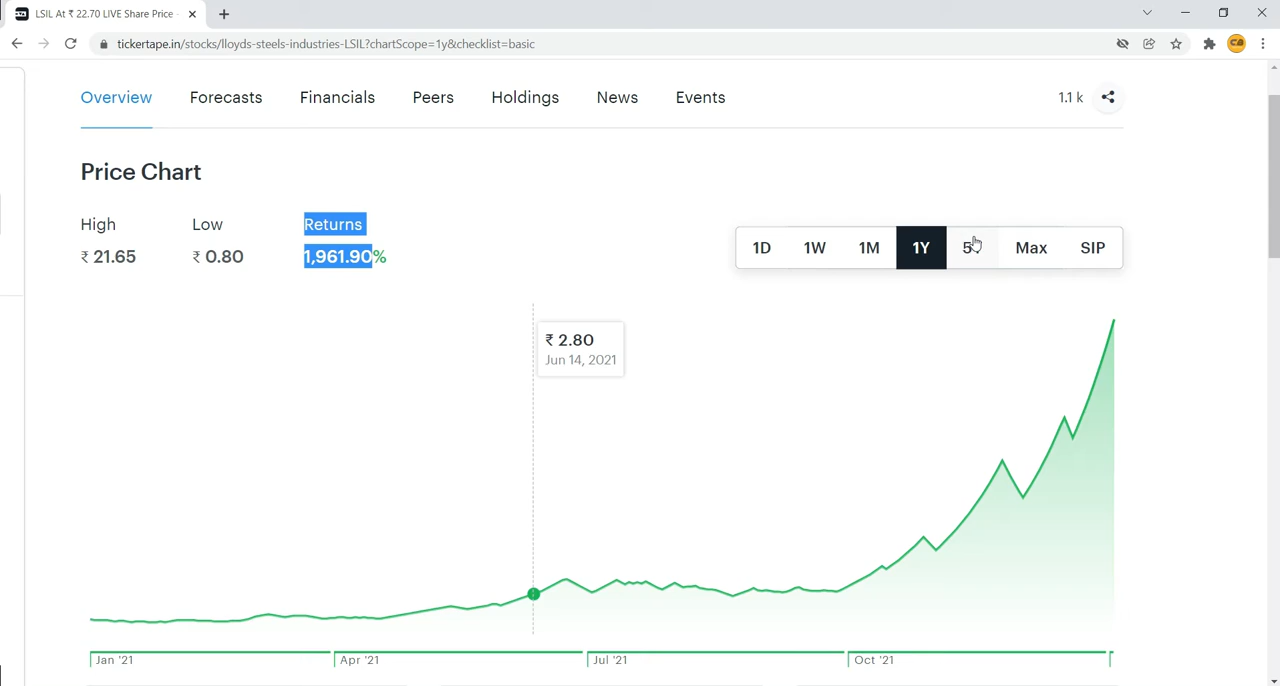 LSIL At ₹ 22.70 LIVE Share Price
tickertape.in/stocks/lloyds-steels-industries-LSIL?chartScope=1y&checklist=basic
Overview Forecasts Financials Peers Holdings News Events 1.1 k
Price Chart
High Low Returns
₹ 21.65 ₹ 0.80 1,961.90%
1D 1W 1M 1Y Max SIP
₹ 2.80
Jun 14, 2021
Jan '21 Apr '21 Jul '21 Oct '21